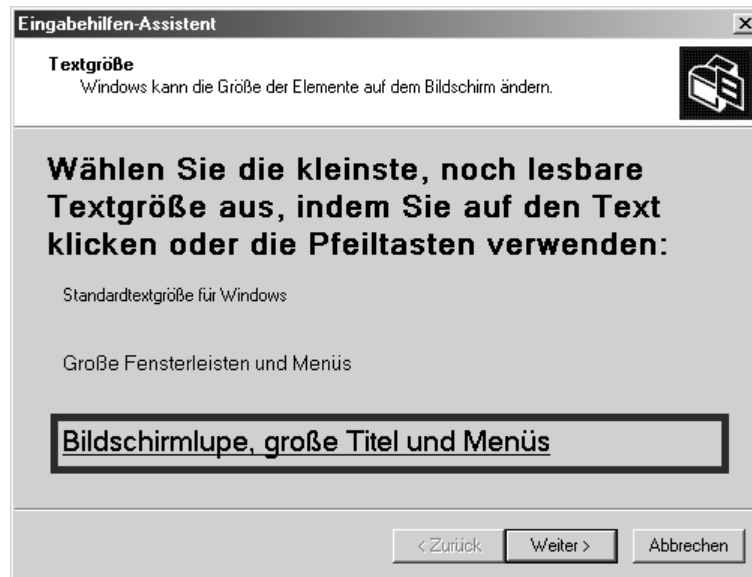 Eingabehilfen-Assistent
Textgröße
Windows kann die Größe der Elemente auf dem Bildschirm ändern.
Wählen Sie die kleinste, noch lesbare
Textgröße aus, indem Sie auf den Text
klicken oder die Pfeiltasten verwenden:
Standardtextgröße für Windows
Große Fensterleisten und Menüs
Bildschirmlupe, große Titel und Menüs
< Zurück Weiter > Abbrechen